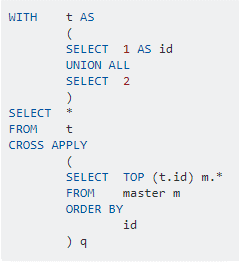 WITH t AS
(
SELECT 1 AS id
UNION ALL
SELECT 2
)
SELECT *
FROM t
CROSS APPLY
(
SELECT TOP (t.id) m.*
FROM master m
ORDER BY
id
) q